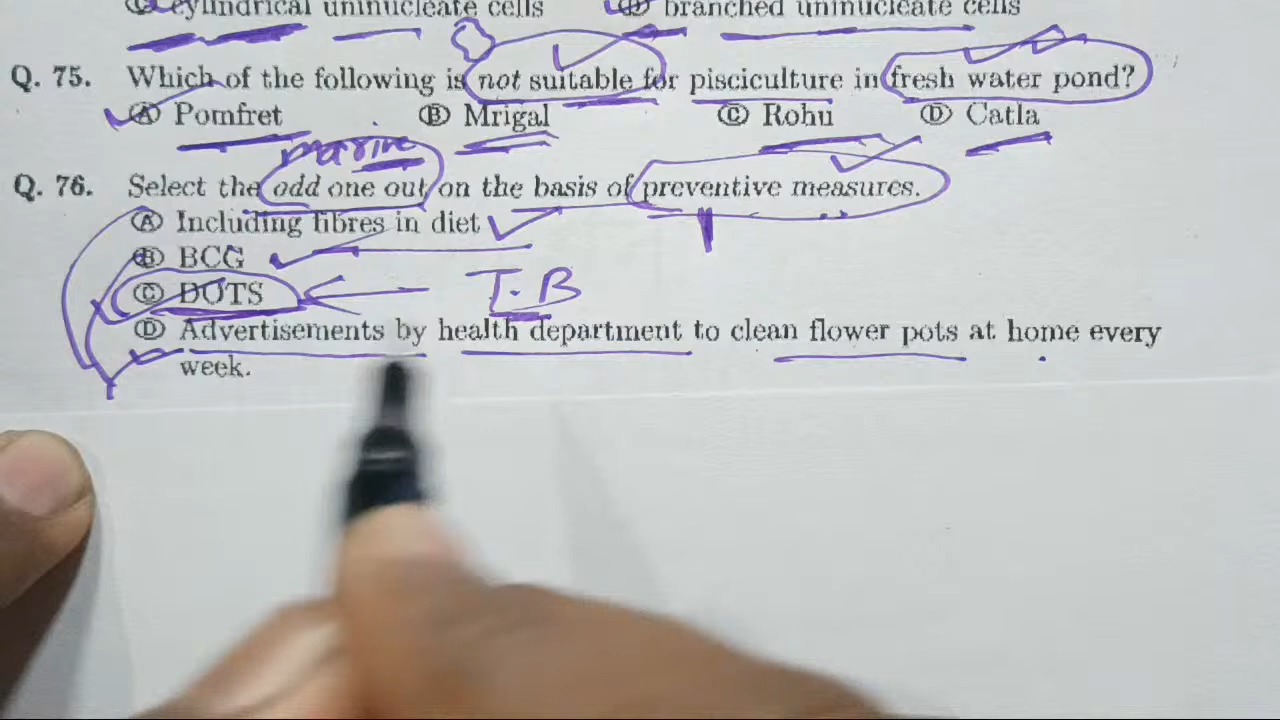 Ⓒ cylindrical uninucleate cells Ⓓ branched uninucleate cells
Q. 75. Which of the following is not suitable for pisciculture in fresh water pond?
Ⓐ Pomfret Ⓑ Mrigal Ⓒ Rohu Ⓓ Catla
marine
Q. 76. Select the odd one out on the basis of preventive measures.
Ⓐ Including fibres in diet
Ⓑ BCG
Ⓒ DOTS T.B
Ⓓ Advertisements by health department to clean flower pots at home every
week.